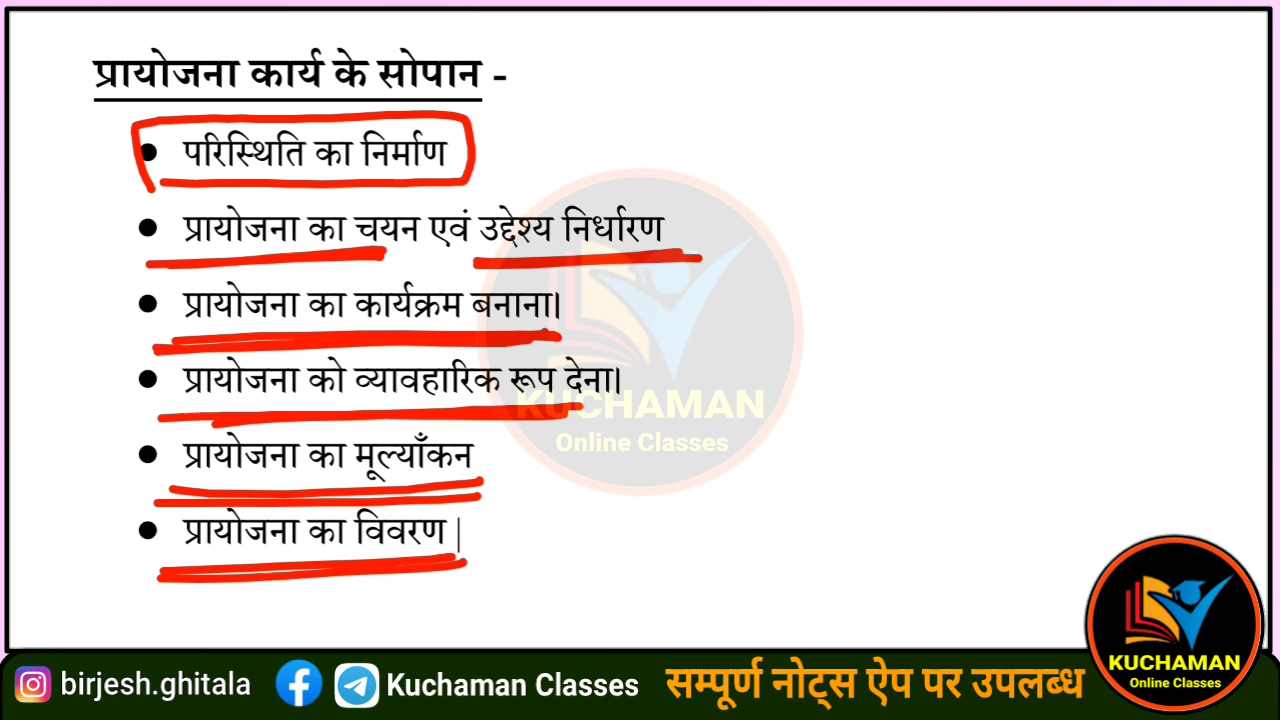 प्रायोजना कार्य के सोपान -
● परिस्थिति का निर्माण
● प्रायोजना का चयन एवं उद्देश्य निर्धारण
● प्रायोजना का कार्यक्रम बनाना।
● प्रायोजना को व्यावहारिक रूप देना।
● प्रायोजना का मूल्याँकन
● प्रायोजना का विवरण |
KUCHAMAN
Online Classes
KUCHAMAN
Online Classes
birjesh.ghitala
Kuchaman Classes
सम्पूर्ण नोट्स ऐप पर उपलब्ध